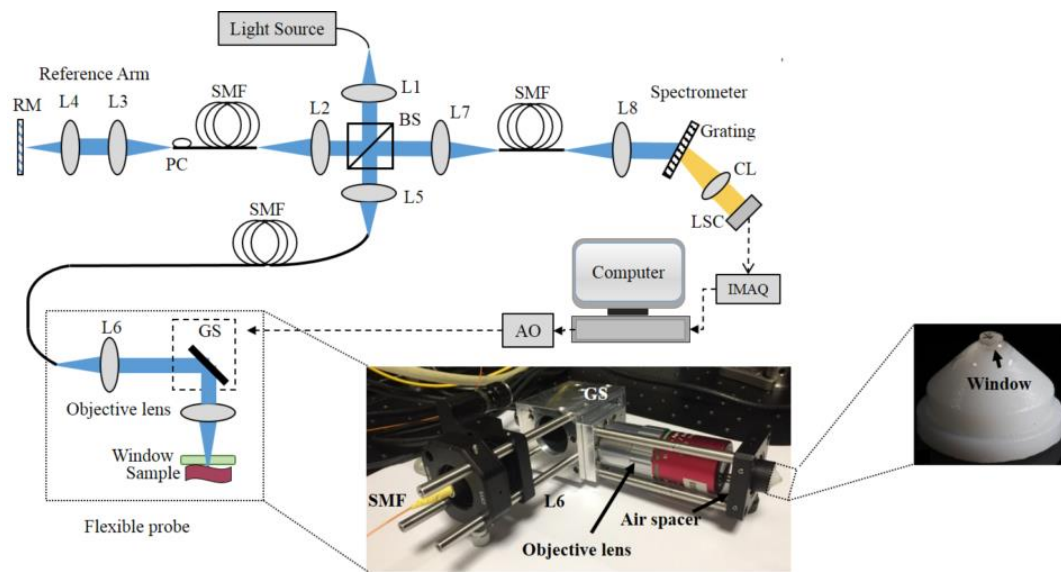 Light Source
Reference Arm
RM
L4
L3
SMF
PC
L2
L1
BS
L7
SMF
L8
Spectrometer
Grating
CL
LSC
L5
SMF
Computer
IMAQ
AO
L6
GS
Objective lens
Window
Sample
Flexible probe
GS
SMF
L6
Air spacer
Objective lens
Window